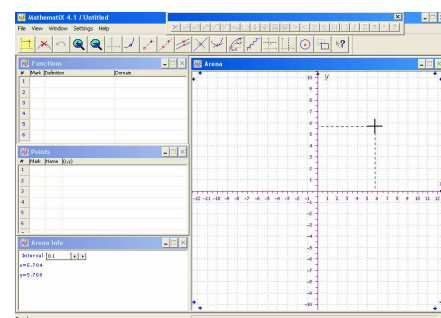 MathematiX 4.1 / Untitled
File View Window Settings Help
Functions
# Mark Definition Domain
1
2
3
4
5
6
Points
# Mark Name (x,y)
1
2
3
4
5
6
Arena Info
Interval 0.1
x=5.704
y=5.700
Arena
y
10
9
8
7
6
5
4
3
2
1
-12 -11 -10 -9 -8 -7 -6 -5 -4 -3 -2 -1 1 2 3 4 5 6 7 8 9 10 11 12
-2
-3
-4
-5
-6
-7
-8
-9
-10